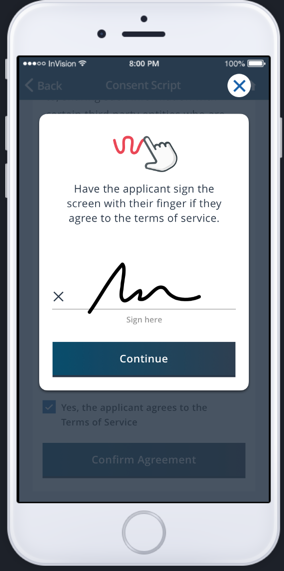 InVision
8:00 PM
100%
Back
Consent Script
Have the applicant sign the
screen with their finger if they
agree to the terms of service.
Sign here
Continue
Yes, the applicant agrees to the
Terms of Service
Confirm Agreement